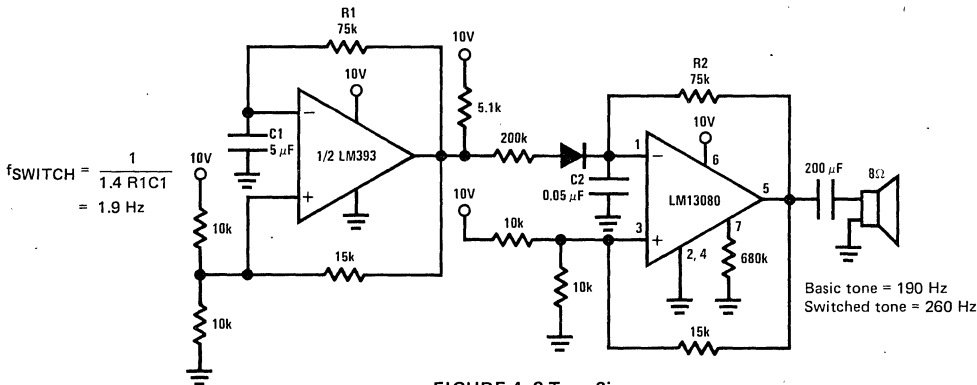 R1
75k
10V
10V
5.1k
−
C1
5 μF
1/2 LM393
+
fSWITCH = 1 / 1.4 R1C1
= 1.9 Hz
10V
10k
10k
15k
200k
R2
75k
10V
1
−
6
C2
0.05 μF
LM13080
5
200 μF
8Ω
10V
10k
3
+
7
2, 4
680k
10k
15k
Basic tone = 190 Hz
Switched tone = 260 Hz